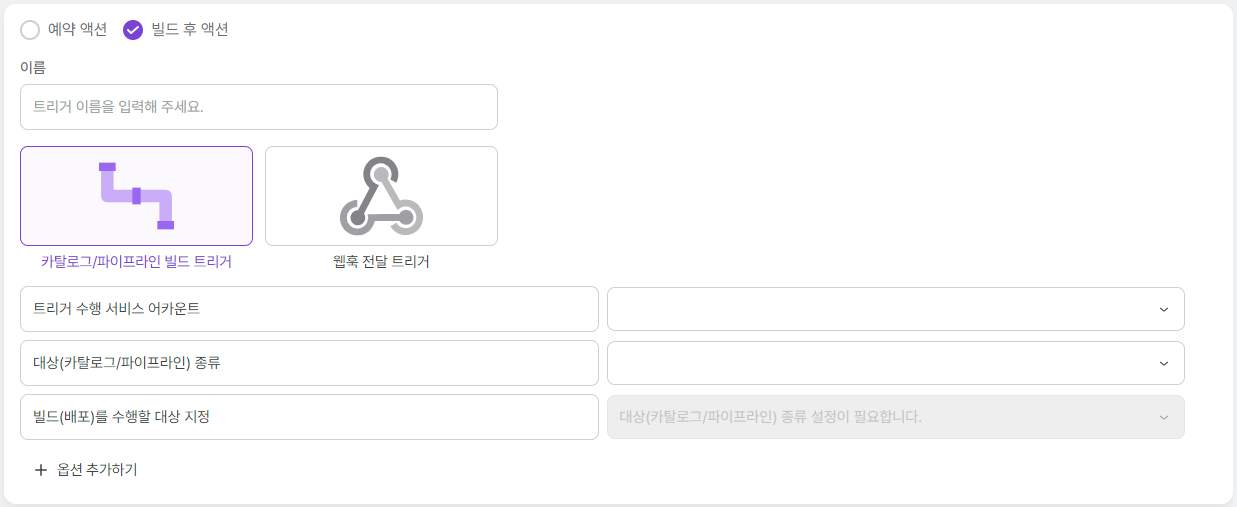 예약 액션 빌드 후 액션
이름
트리거 이름을 입력해 주세요.
카탈로그/파이프라인 빌드 트리거 웹훅 전달 트리거
트리거 수행 서비스 어카운트
대상(카탈로그/파이프라인) 종류
빌드(배포)를 수행할 대상 지정 대상(카탈로그/파이프라인) 종류 설정이 필요합니다.
+ 옵션 추가하기